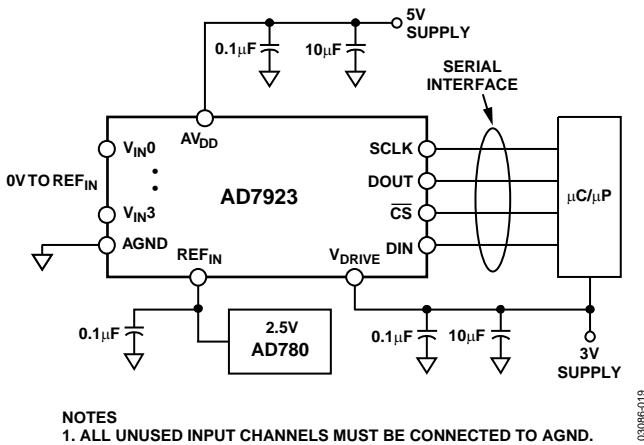 5V
SUPPLY
0.1μF
10μF
SERIAL
INTERFACE
AVDD
VIN0
SCLK
DOUT
0V TO REFIN
AD7923
μC/μP
CS
VIN3
AGND
DIN
REFIN
VDRIVE
0.1μF
2.5V
AD780
0.1μF
10μF
3V
SUPPLY
NOTES
1. ALL UNUSED INPUT CHANNELS MUST BE CONNECTED TO AGND.
03086-019